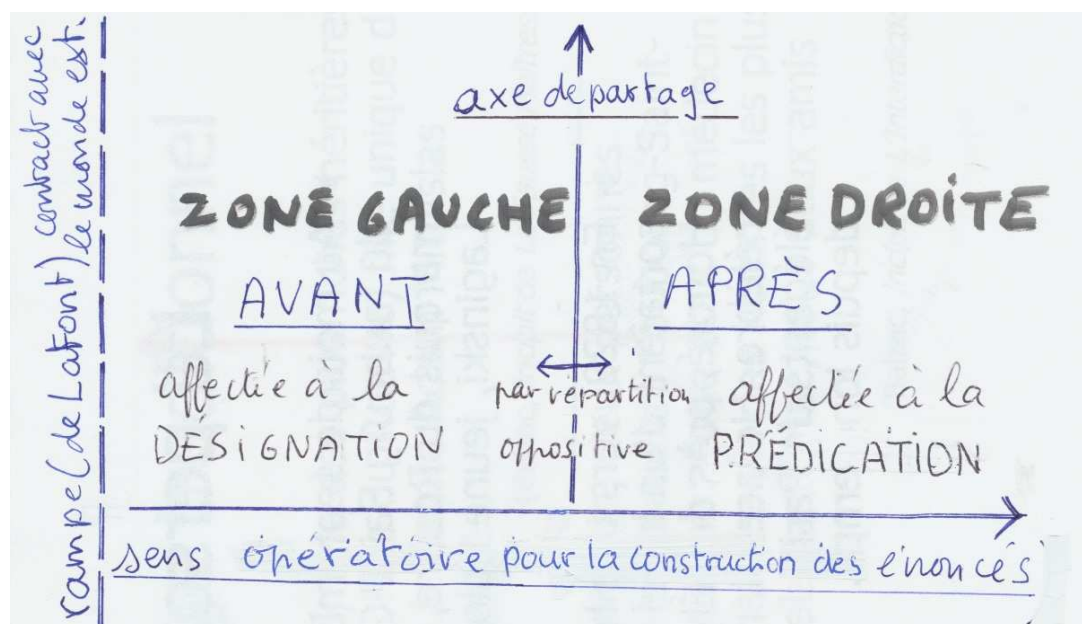 rampe (de Lafont) contact avec
le monde ext.
axe de partage
ZONE GAUCHE ZONE DROITE
AVANT APRÈS
affectée à la par répartition affectée à la
DÉSIGNATION oppositive PRÉDICATION
sens opératoire pour la construction des énoncés